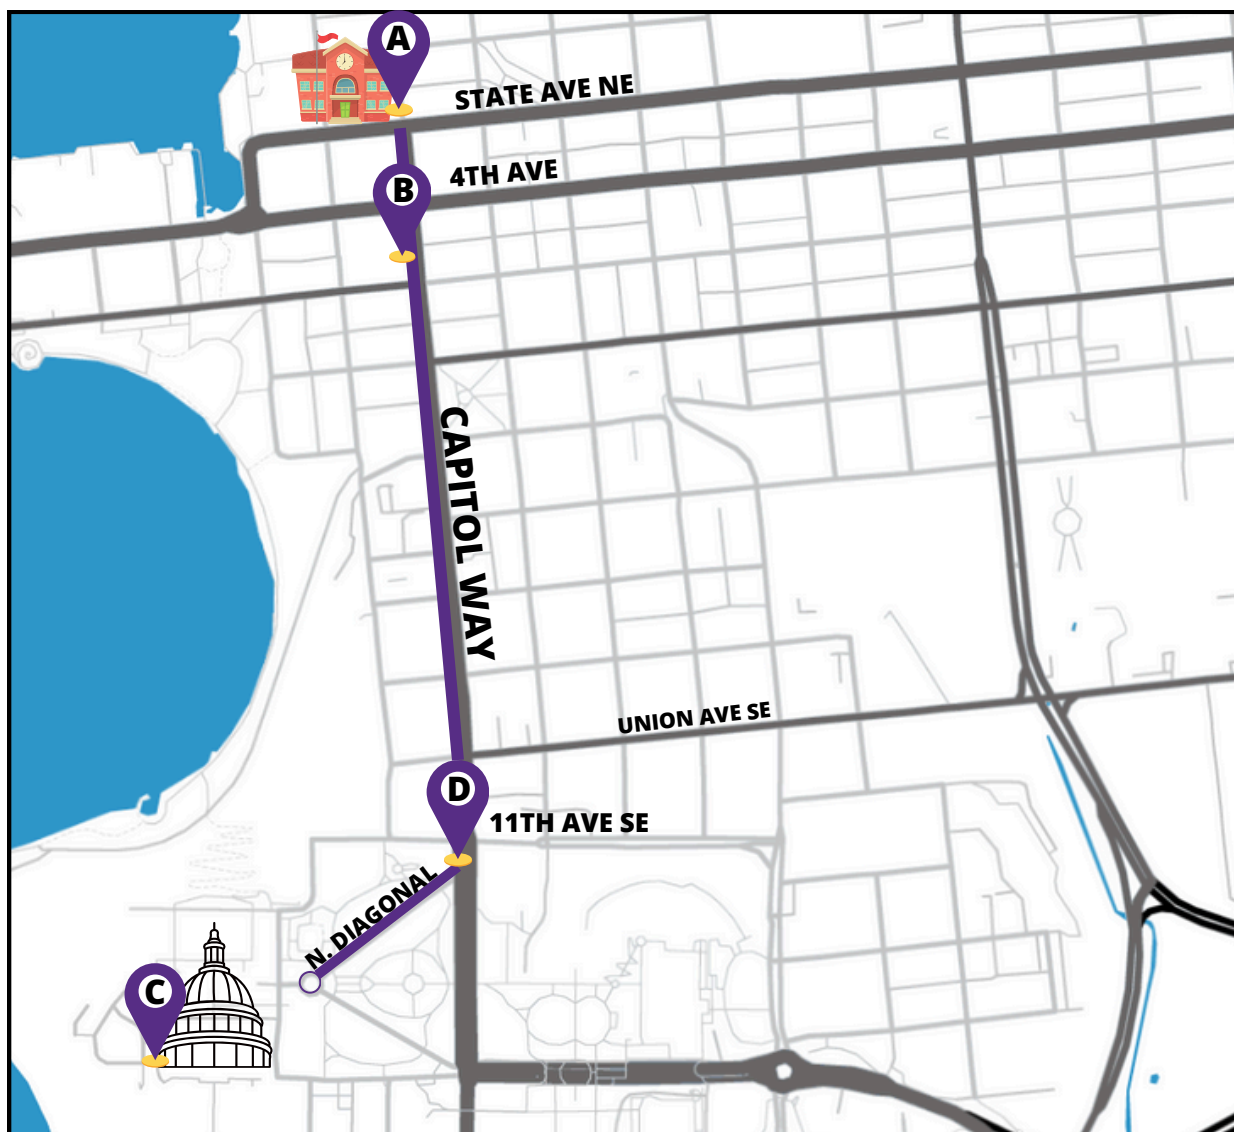 A
STATE AVE NE
B
4TH AVE
CAPITOL WAY
UNION AVE SE
D
11TH AVE SE
N. DIAGONAL
C